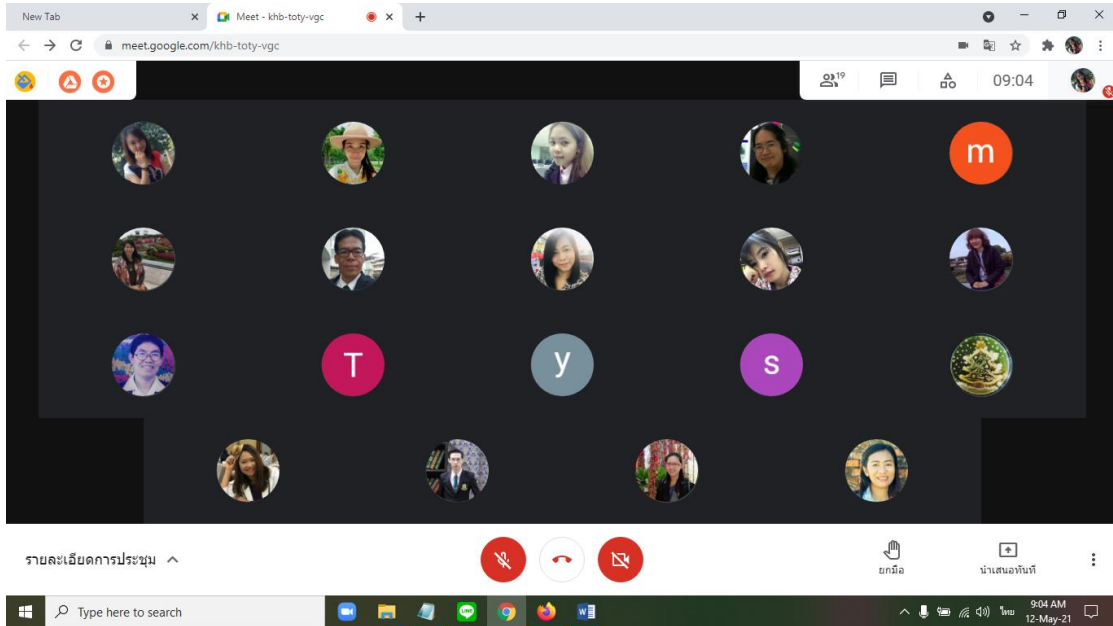 New Tab
Meet - khb-toty-vgc
meet.google.com/khb-toty-vgc
19
09:04
m
T
y
s
รายละเอียดการประชุม
ยกมือ
นำเสนอทันที
Type here to search
LINE
W
ไทย
9:04 AM
12-May-21